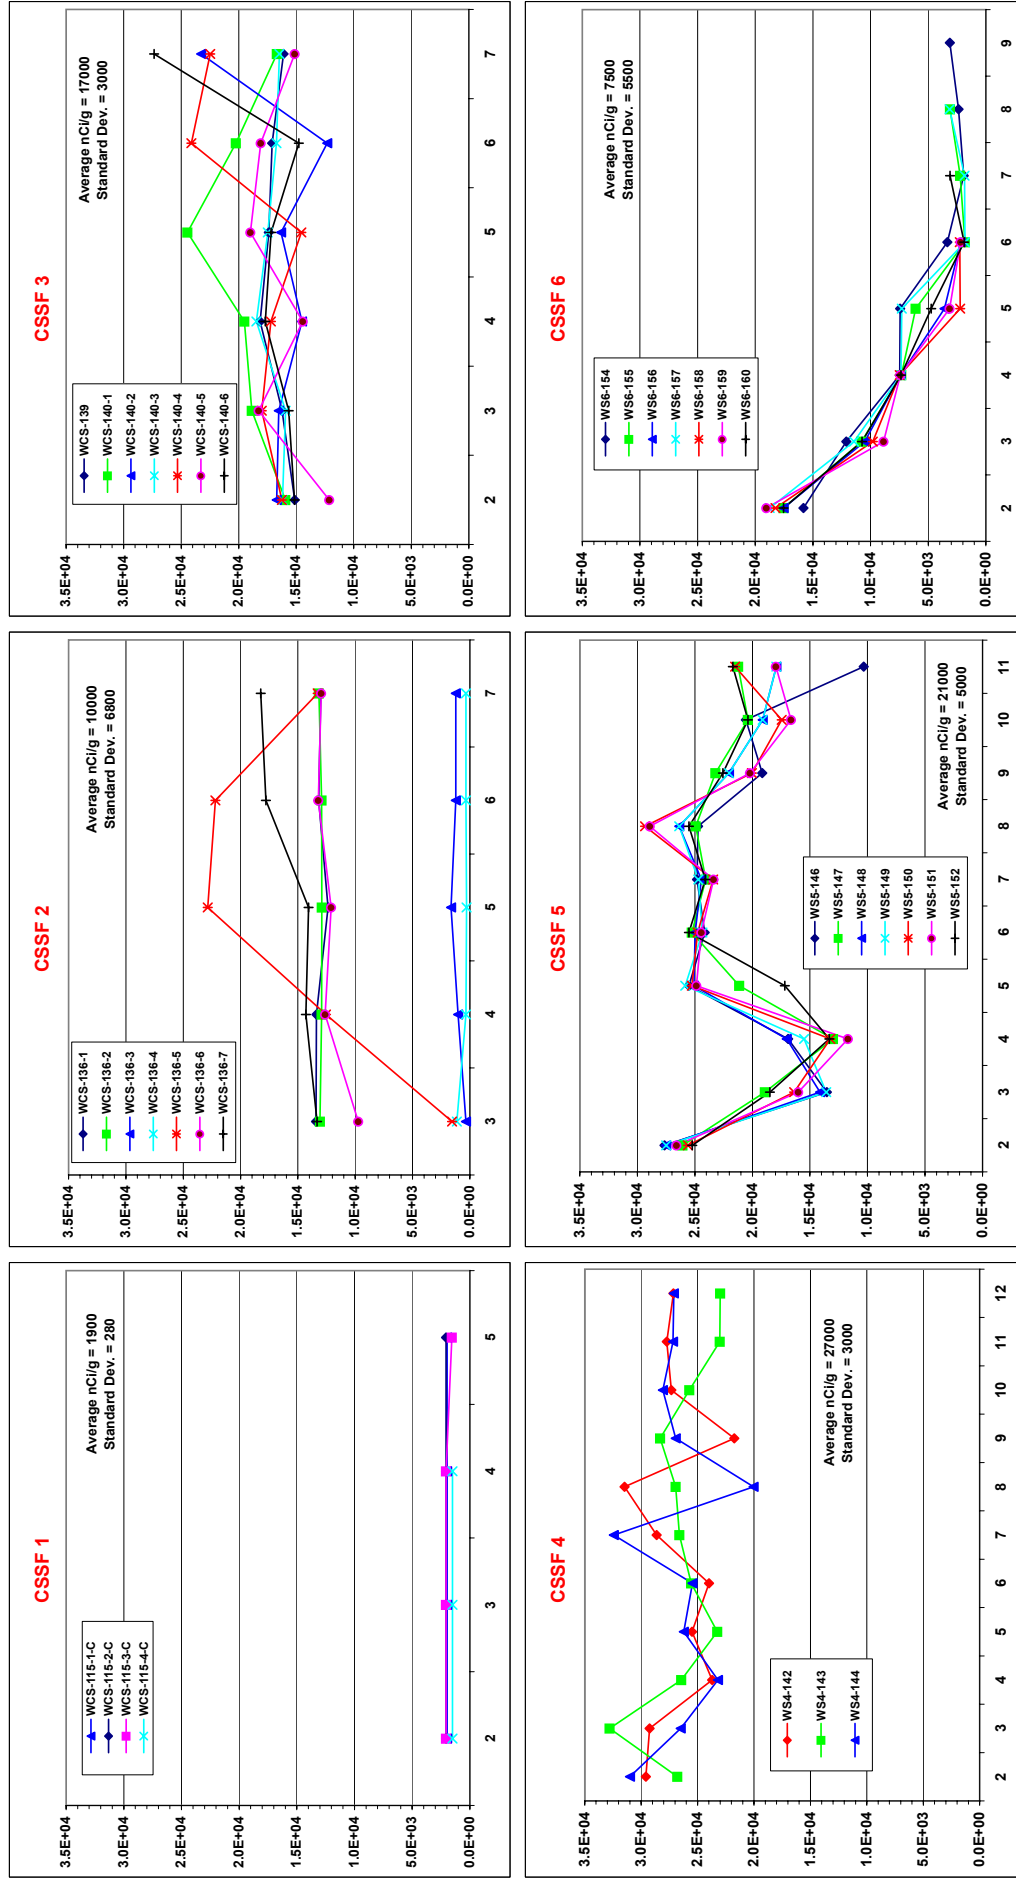 CSSF 1
Average nCi/g = 1900
Standard Dev. = 280
WCS-115-1-C
WCS-115-2-C
WCS-115-3-C
WCS-115-4-C
3.5E+04
3.0E+04
2.5E+04
2.0E+04
1.5E+04
1.0E+04
5.0E+03
0.0E+00
2 3 4 5
CSSF 2
Average nCi/g = 10000
Standard Dev. = 6800
WCS-136-1
WCS-136-2
WCS-136-3
WCS-136-4
WCS-136-5
WCS-136-6
WCS-136-7
3.5E+04
3.0E+04
2.5E+04
2.0E+04
1.5E+04
1.0E+04
5.0E+03
0.0E+00
3 4 5 6 7
CSSF 3
Average nCi/g = 17000
Standard Dev. = 3000
WCS-139
WCS-140-1
WCS-140-2
WCS-140-3
WCS-140-4
WCS-140-5
WCS-140-6
3.5E+04
3.0E+04
2.5E+04
2.0E+04
1.5E+04
1.0E+04
5.0E+03
0.0E+00
2 3 4 5 6 7
CSSF 4
3.5E+04
3.0E+04
2.5E+04
2.0E+04
1.5E+04
1.0E+04
5.0E+03
0.0E+00
WS4-142
WS4-143
WS4-144
Average nCi/g = 27000
Standard Dev. = 3000
2 3 4 5 6 7 8 9 10 11 12
CSSF 5
3.5E+04
3.0E+04
2.5E+04
2.0E+04
1.5E+04
1.0E+04
5.0E+03
0.0E+00
WS5-146
WS5-147
WS5-148
WS5-149
WS5-150
WS5-151
WS5-152
Average nCi/g = 21000
Standard Dev. = 5000
2 3 4 5 6 7 8 9 10 11
CSSF 6
Average nCi/g = 7500
Standard Dev. = 5500
WS6-154
WS6-155
WS6-156
WS6-157
WS6-158
WS6-159
WS6-160
3.5E+04
3.0E+04
2.5E+04
2.0E+04
1.5E+04
1.0E+04
5.0E+03
0.0E+00
2 3 4 5 6 7 8 9